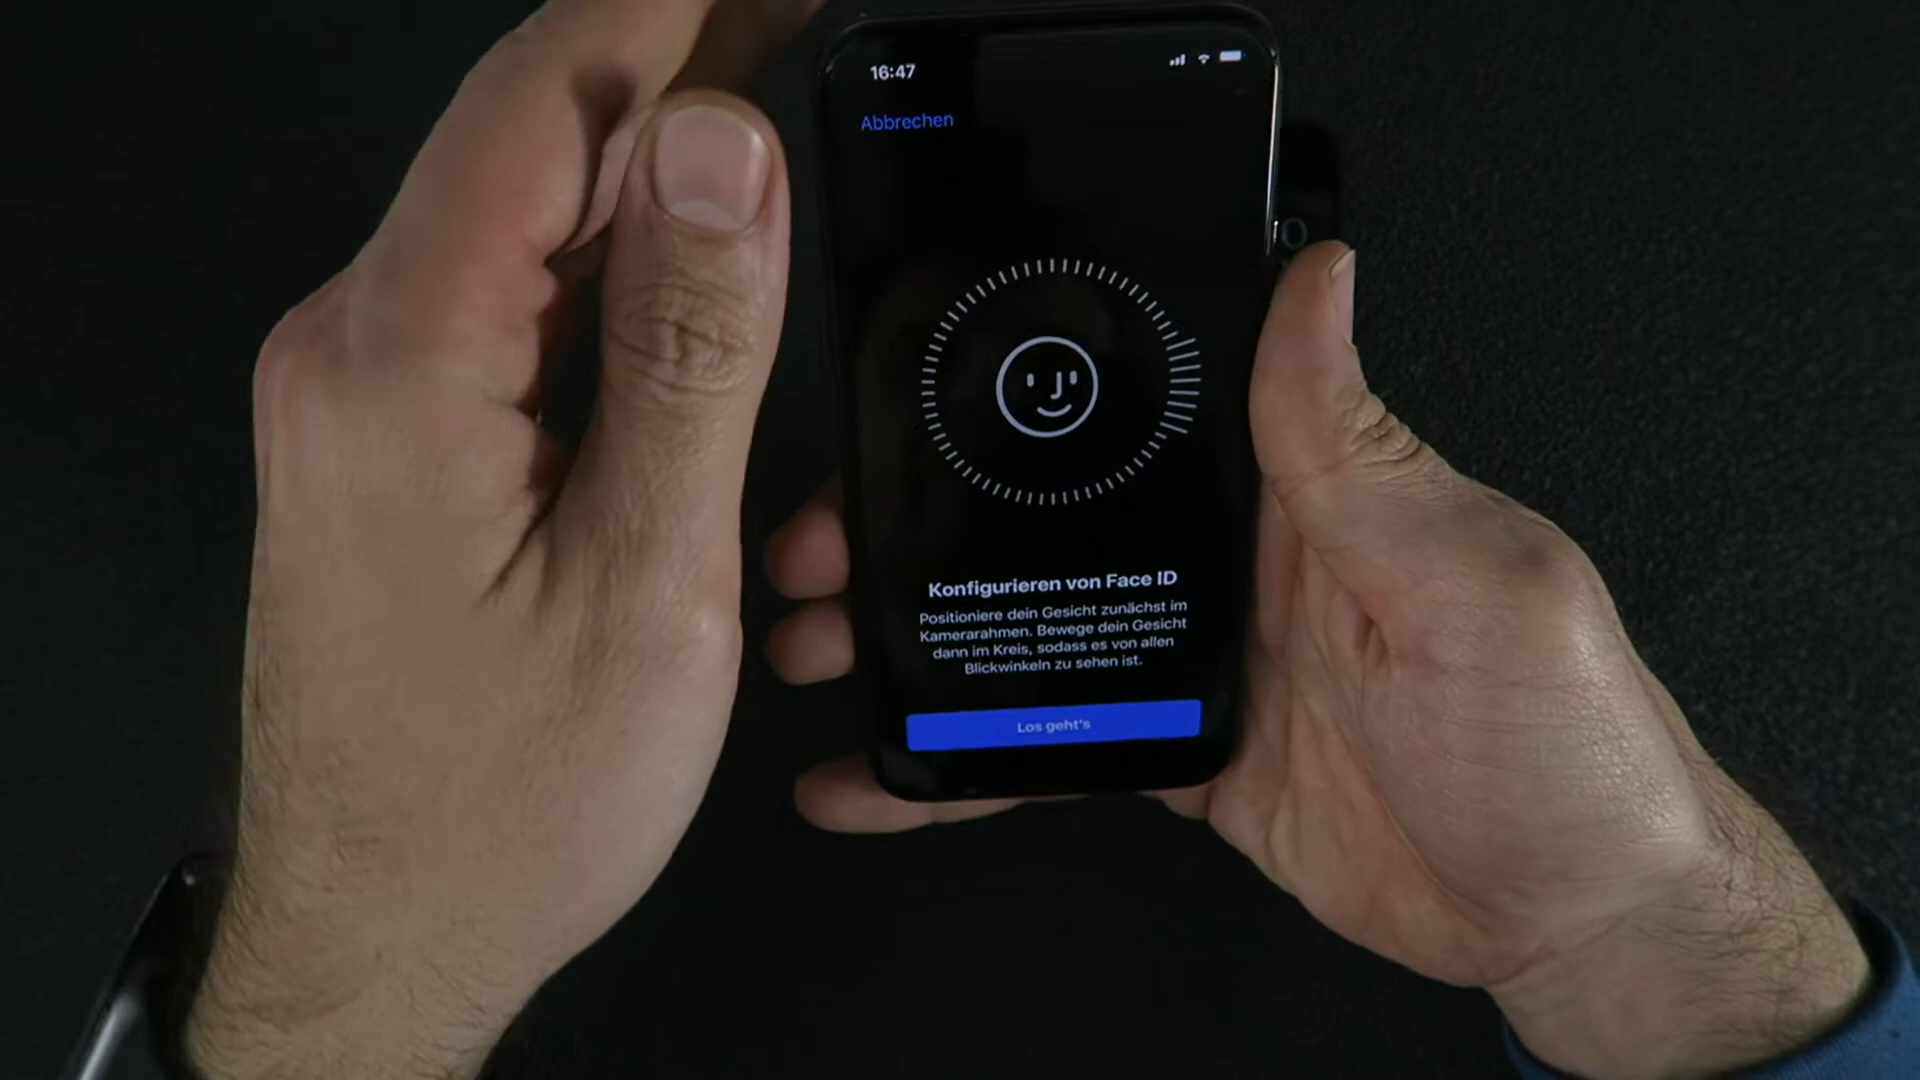 16:47
Abbrechen
Konfigurieren von Face ID
Positioniere dein Gesicht zunächst im
Kamerarahmen. Bewege dein Gesicht
dann im Kreis, sodass es von allen
Blickwinkeln zu sehen ist.
Los geht's